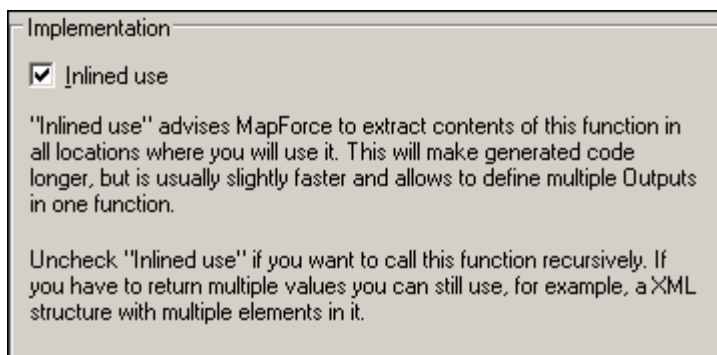 Implementation
Inlined use
"Inlined use" advises MapForce to extract contents of this function in
all locations where you will use it. This will make generated code
longer, but is usually slightly faster and allows to define multiple Outputs
in one function.
Uncheck "Inlined use" if you want to call this function recursively. If
you have to return multiple values you can still use, for example, a XML
structure with multiple elements in it.